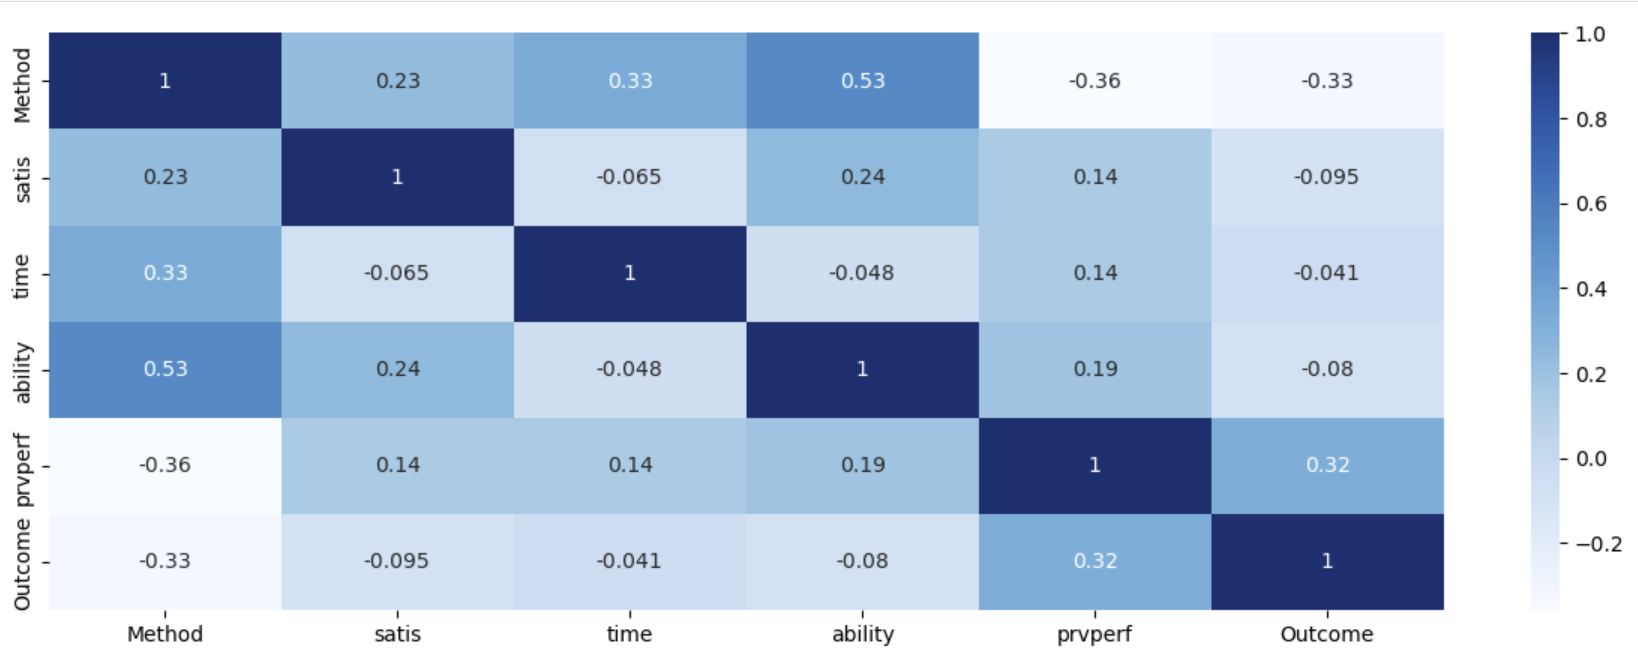 Method 1 0.23 0.33 0.53 -0.36 -0.33
satis 0.23 1 -0.065 0.24 0.14 -0.095
time 0.33 -0.065 1 -0.048 0.14 -0.041
ability 0.53 0.24 -0.048 1 0.19 -0.08
prvperf -0.36 0.14 0.14 0.19 1 0.32
Outcome -0.33 -0.095 -0.041 -0.08 0.32 1
Method satis time ability prvperf Outcome
1.0
0.8
0.6
0.4
0.2
0.0
−0.2